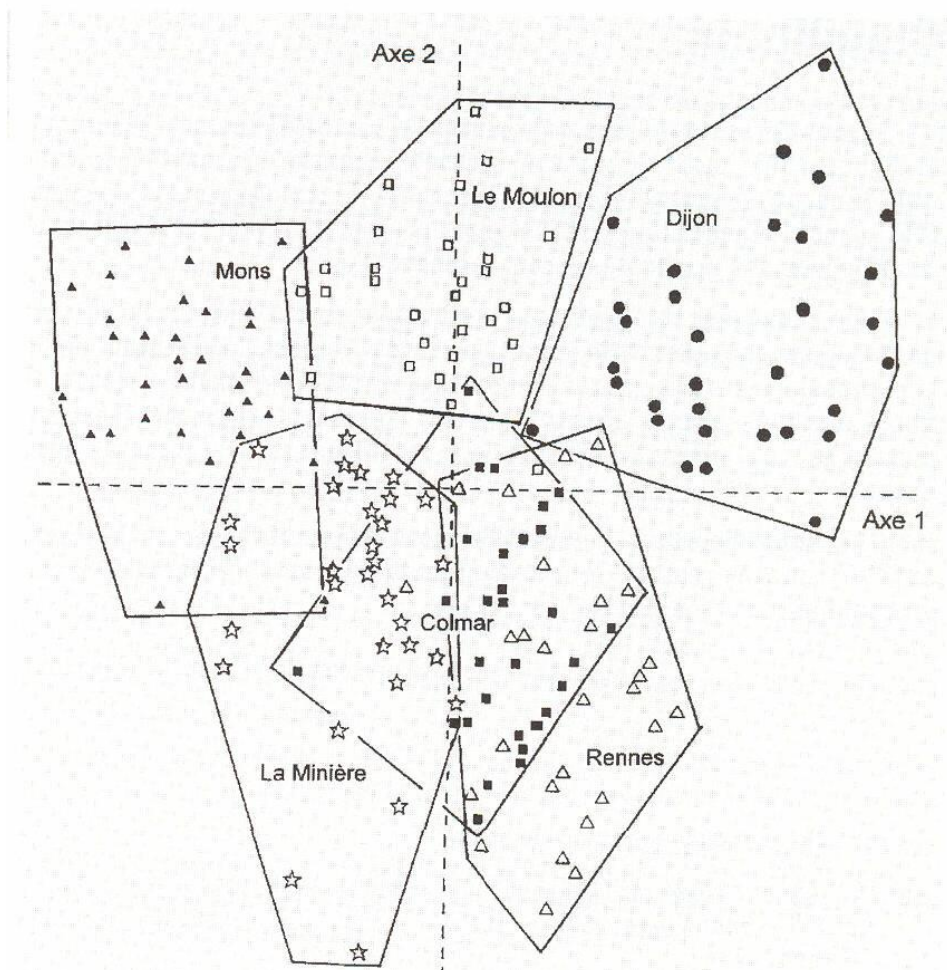 Axe 2
Le Moulon
Dijon
Mons
Axe 1
Colmar
La Minière
Rennes